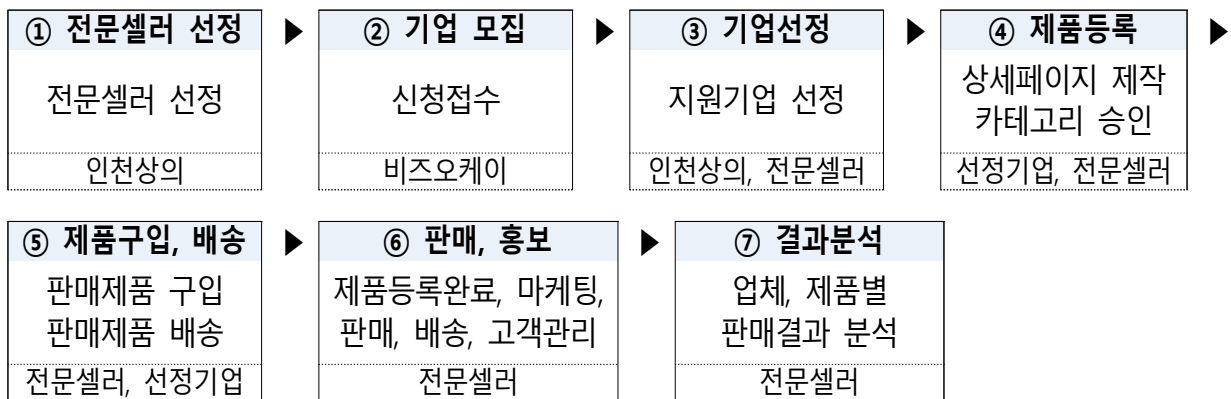 ① 전문셀러 선정 ▶ ② 기업 모집 ▶ ③ 기업선정 ▶ ④ 제품등록 ▶
전문셀러 선정
인천상의
신청접수
비즈오케이
지원기업 선정
인천상의, 전문셀러
상세페이지 제작
카테고리 승인
선정기업, 전문셀러
⑤ 제품구입, 배송 ▶ ⑥ 판매, 홍보 ▶ ⑦ 결과분석
판매제품 구입
판매제품 배송
전문셀러, 선정기업
제품등록완료, 마케팅,
판매, 배송, 고객관리
전문셀러
업체, 제품별
판매결과 분석
전문셀러